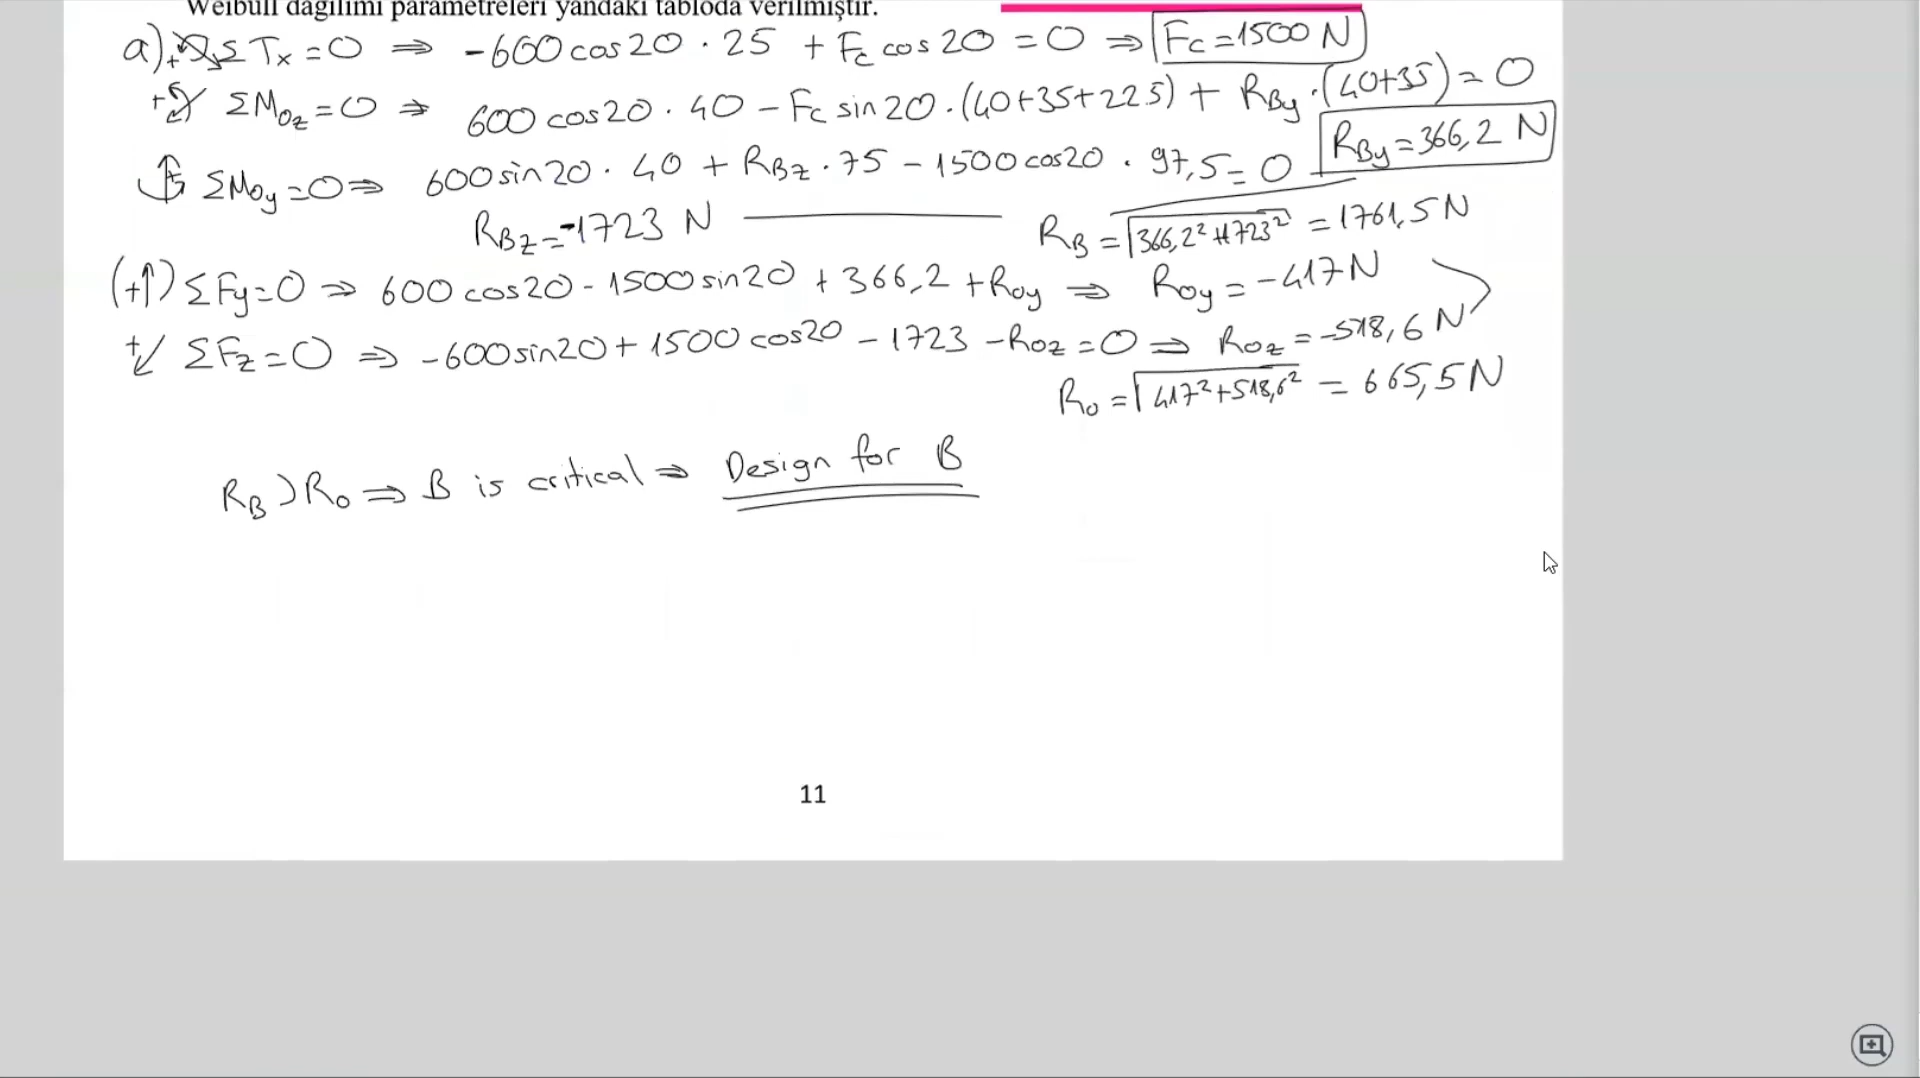 Weibull dağılımı parametreleri yandaki tabloda verilmiştir.
a) + ΣTx = 0 ⇒ -600 cos20 · 25 + Fc cos20 = 0 ⇒ Fc = 1500 N
+ ΣMoz = 0 ⇒ 600 cos20 · 40 - Fc sin20 · (40+35+22.5) + RBy · (40+35) = 0
RBy = 366,2 N
ΣMoy = 0 ⇒ 600 sin20 · 40 + RBz · 75 - 1500 cos20 · 97,5 = 0
RBz = -1723 N
RB = √366,2² + 1723² = 1761,5 N
(+↑) ΣFy = 0 ⇒ 600 cos20 - 1500 sin20 + 366,2 + Roy ⇒ Roy = -417 N
+↙ ΣFz = 0 ⇒ -600 sin20 + 1500 cos20 - 1723 - Roz = 0 ⇒ Roz = -518,6 N
Ro = √417² + 518,6² = 665,5 N
RB > Ro ⇒ B is critical ⇒ Design for B
11